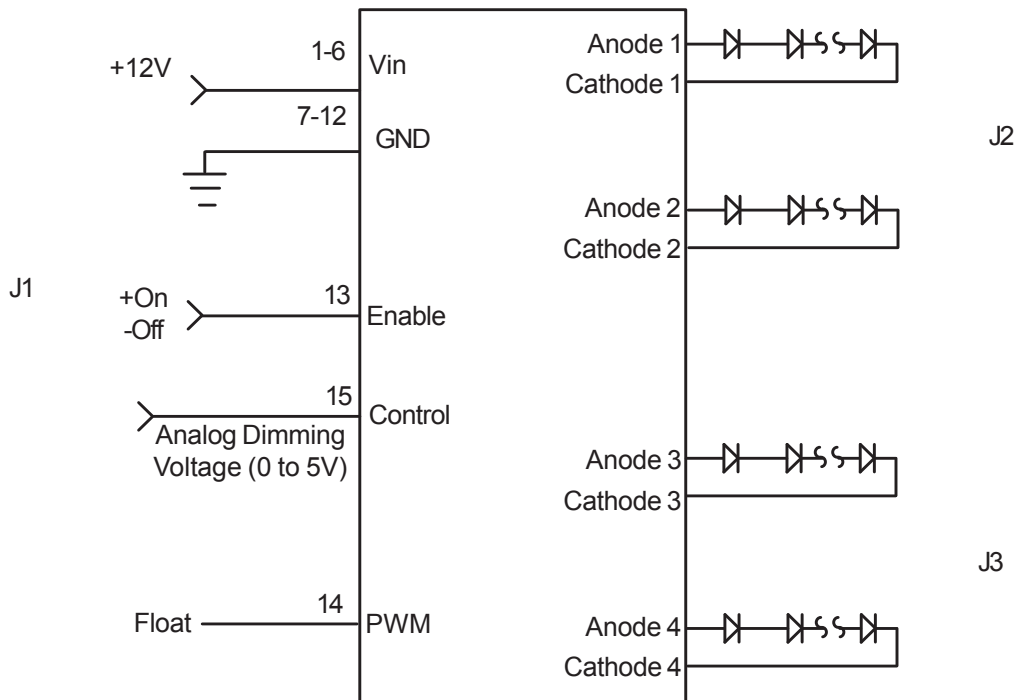 J1
+12V
1-6
Vin
7-12
GND
+On
-Off
13
Enable
15
Control
Analog Dimming
Voltage (0 to 5V)
Float
14
PWM
Anode 1
Cathode 1
J2
Anode 2
Cathode 2
Anode 3
Cathode 3
J3
Anode 4
Cathode 4